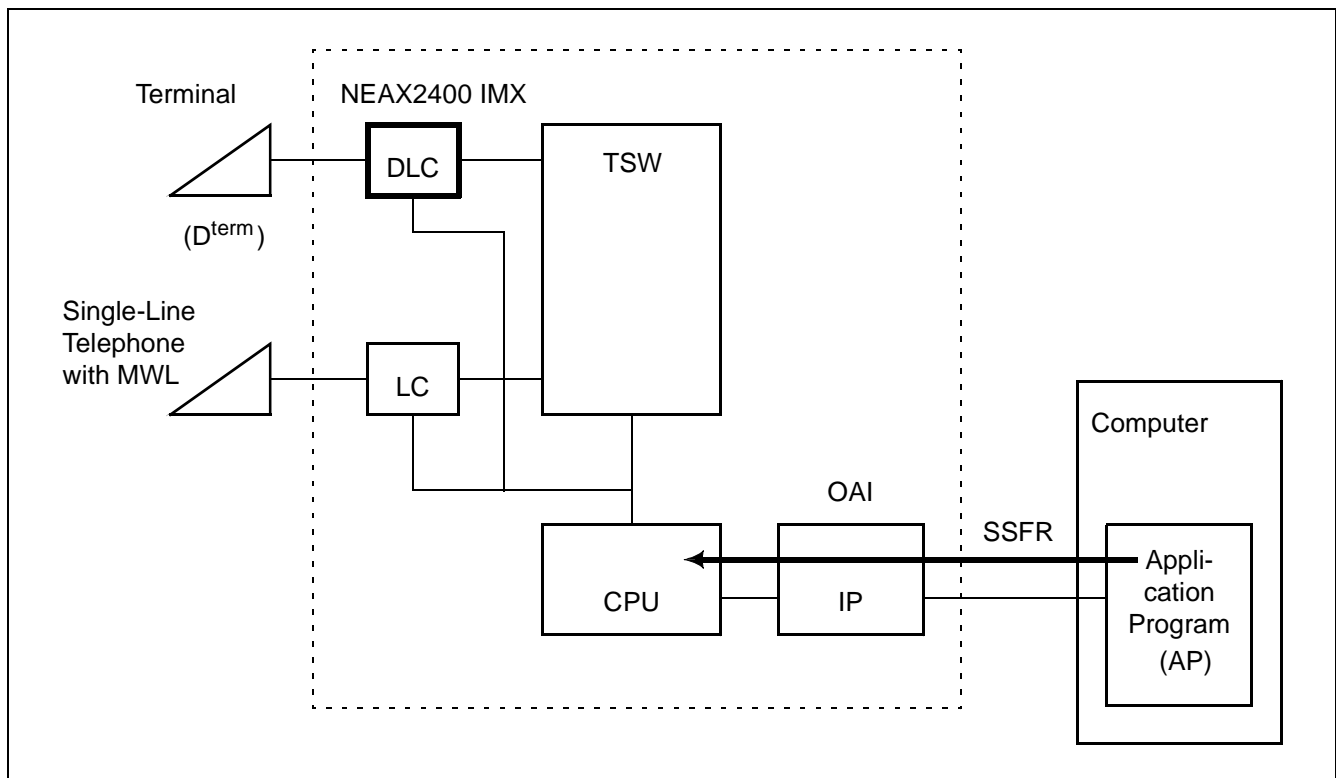 Terminal
NEAX2400 IMX
DLC
TSW
(Dterm)
Single-Line
Telephone
with MWL
LC
Computer
OAI
SSFR
CPU
IP
Appli-
cation
Program
(AP)